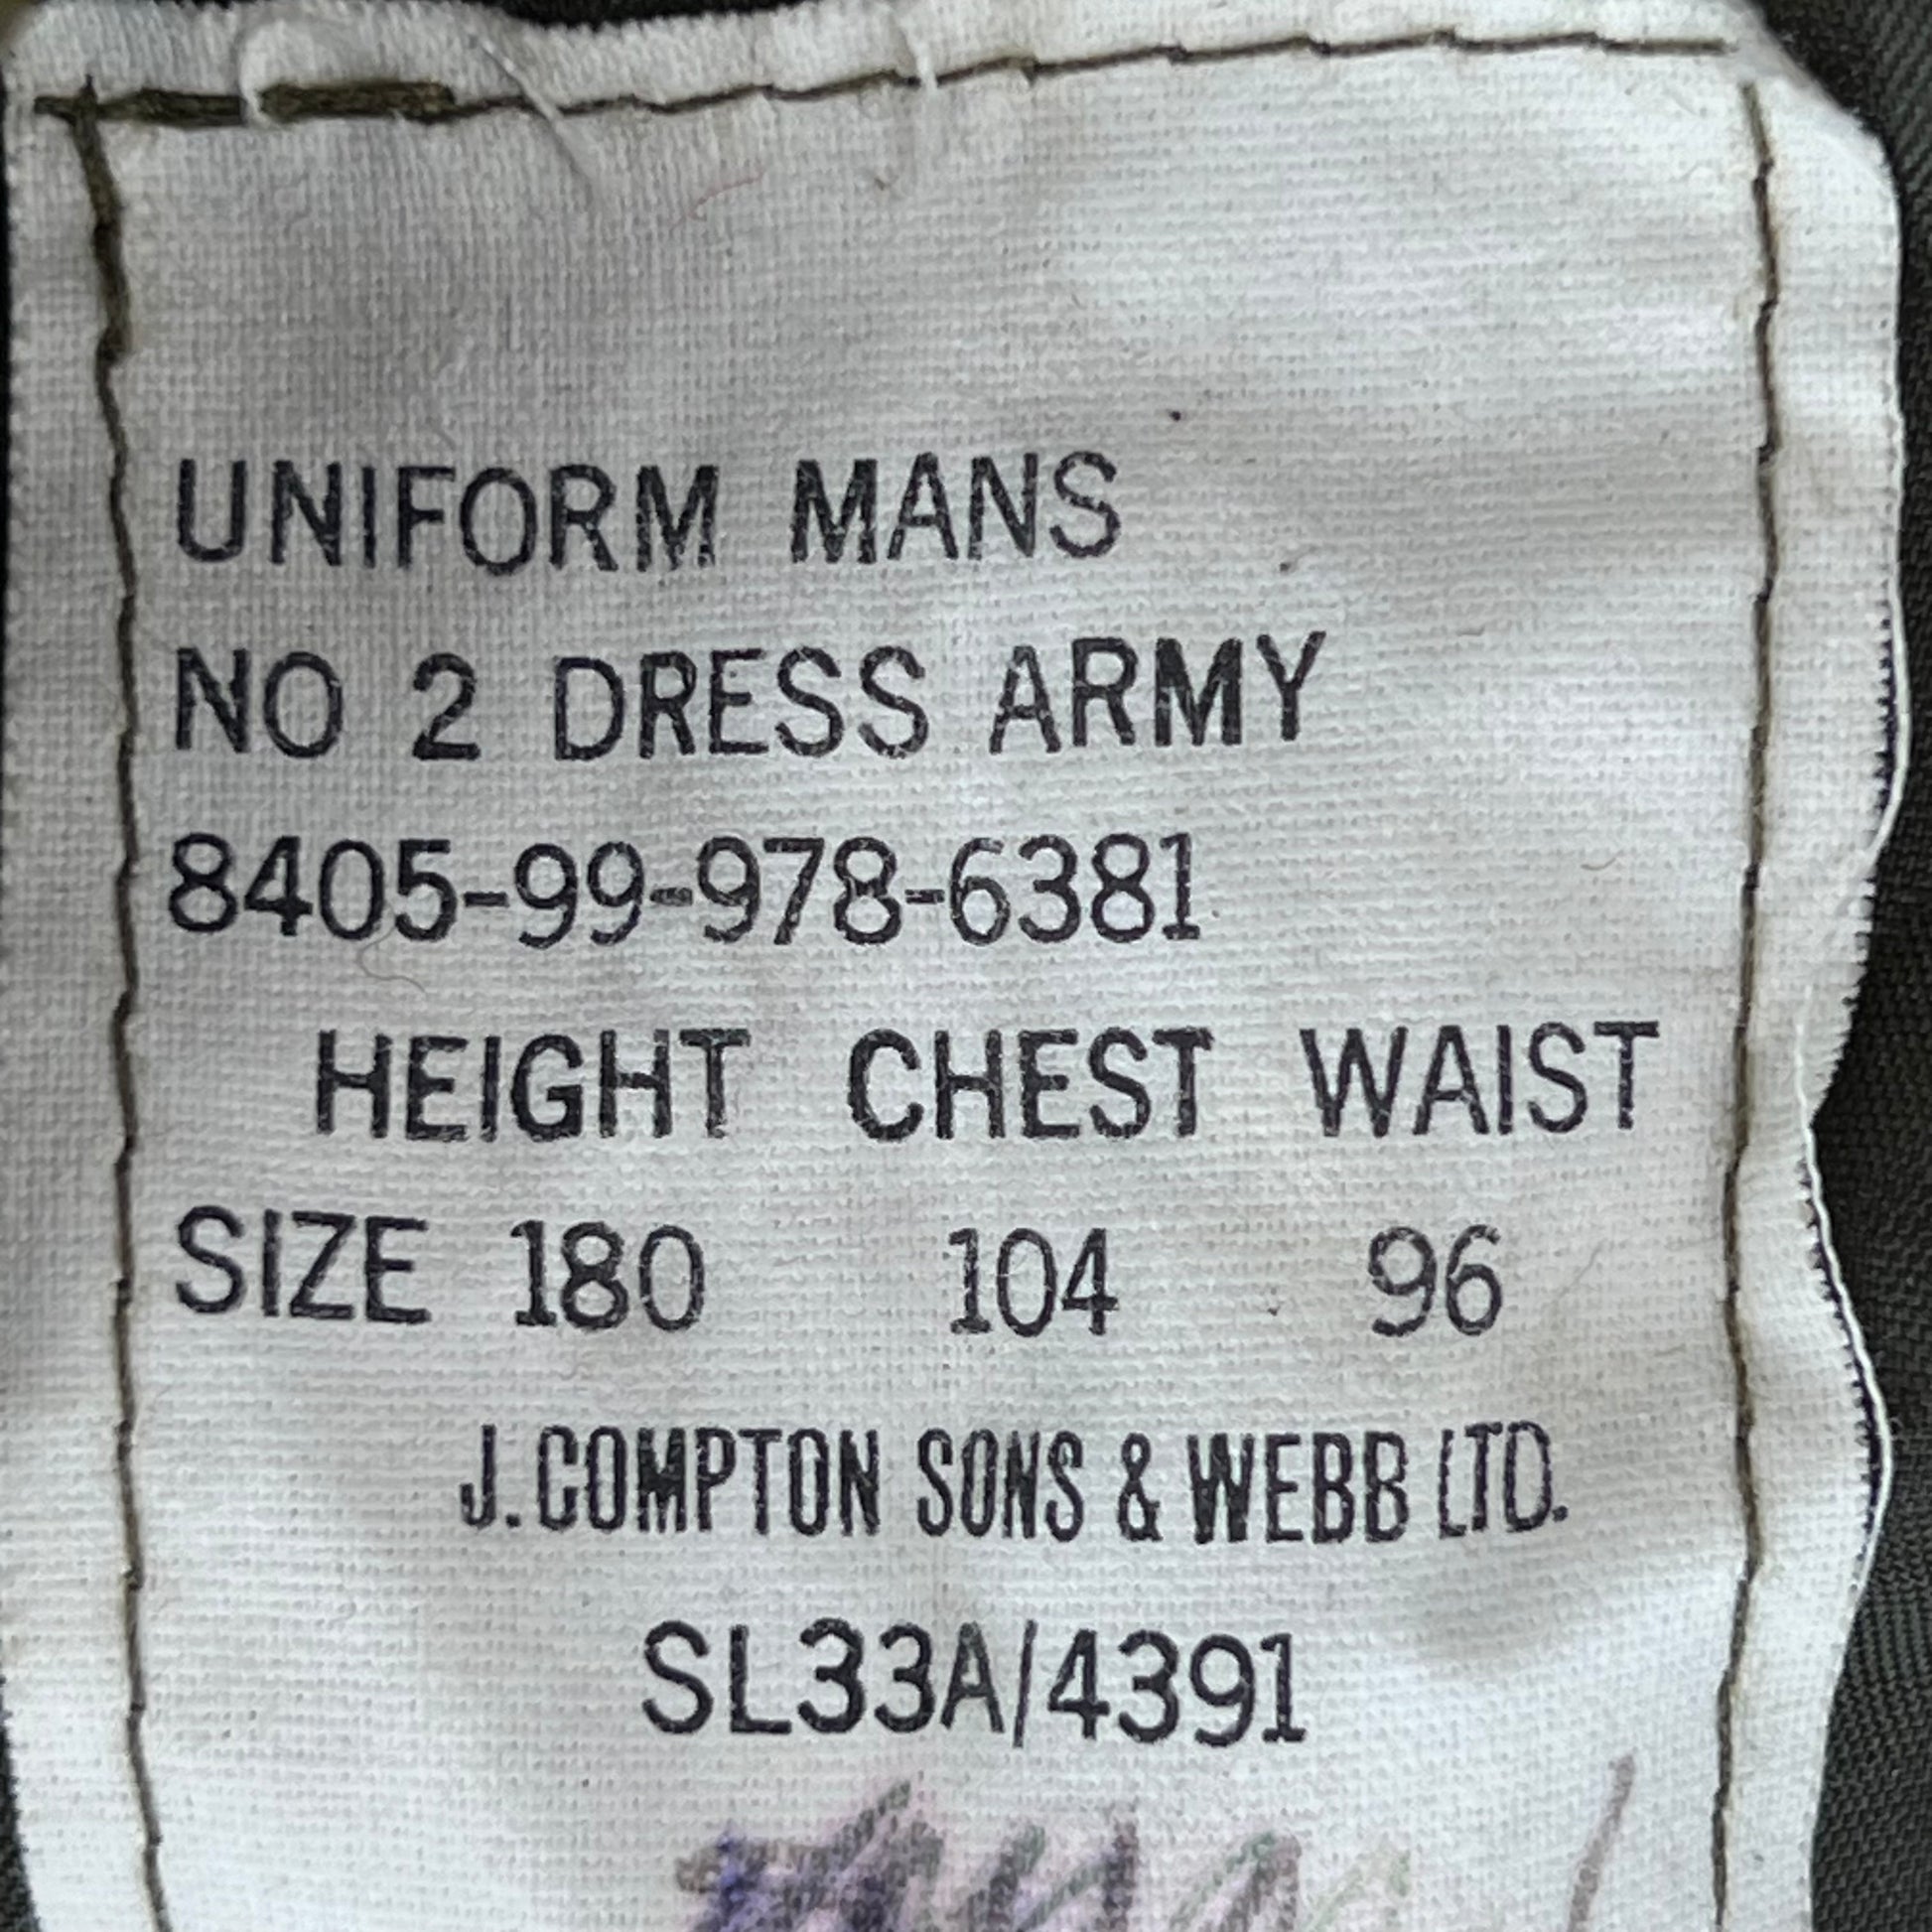 UNIFORM MANS
NO 2 DRESS ARMY
8405-99-978-6381
HEIGHT CHEST WAIST
SIZE 180 104 96
J. COMPTON SONS & WEBB LTD.
SL33A/4391